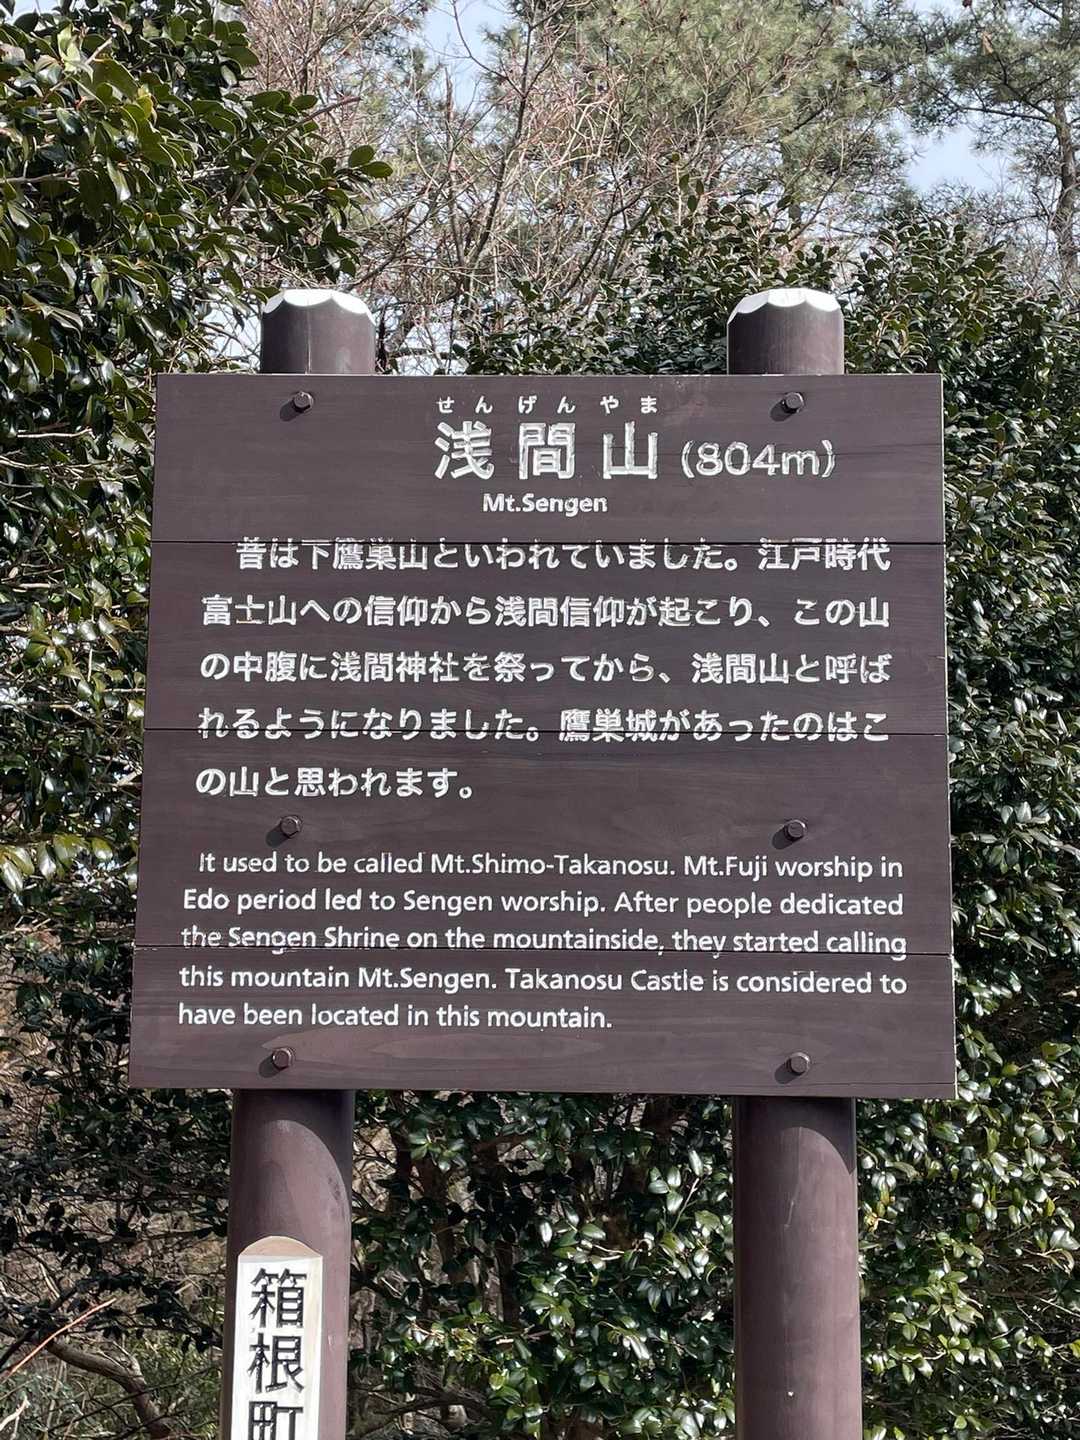 せんげんやま
浅間山(804m)
Mt.Sengen
昔は下鷹巣山といわれていました。江戸時代
富士山への信仰から浅間信仰が起こり、この山
の中腹に浅間神社を祭ってから、浅間山と呼ば
れるようになりました。鷹巣城があったのはこ
の山と思われます。
It used to be called Mt.Shimo-Takanosu. Mt.Fuji worship in
Edo period led to Sengen worship. After people dedicated
the Sengen Shrine on the mountainside, they started calling
this mountain Mt.Sengen. Takanosu Castle is considered to
have been located in this mountain.
箱根町